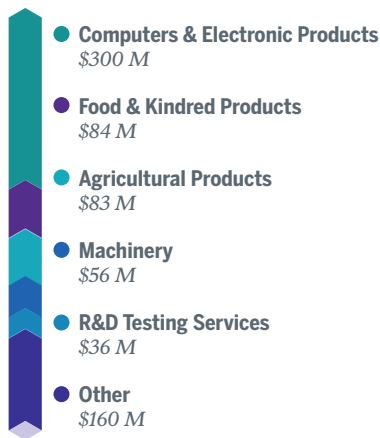 Computers & Electronic Products
$300 M
Food & Kindred Products
$84 M
Agricultural Products
$83 M
Machinery
$56 M
R&D Testing Services
$36 M
Other
$160 M